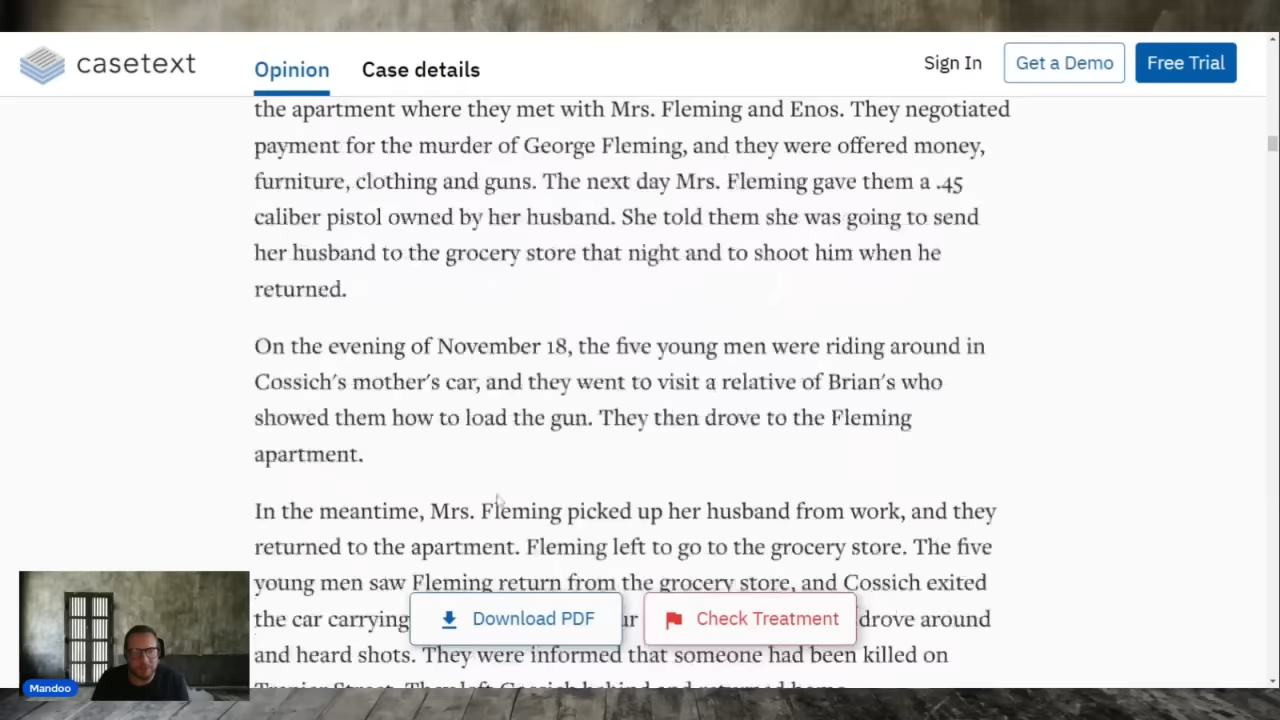 casetext
Opinion
Case details
Sign In
Get a Demo
Free Trial
the apartment where they met with Mrs. Fleming and Enos. They negotiated
payment for the murder of George Fleming, and they were offered money,
furniture, clothing and guns. The next day Mrs. Fleming gave them a .45
caliber pistol owned by her husband. She told them she was going to send
her husband to the grocery store that night and to shoot him when he
returned.
On the evening of November 18, the five young men were riding around in
Cossich's mother's car, and they went to visit a relative of Brian's who
showed them how to load the gun. They then drove to the Fleming
apartment.
In the meantime, Mrs. Fleming picked up her husband from work, and they
returned to the apartment. Fleming left to go to the grocery store. The five
young men saw Fleming return from the grocery store, and Cossich exited
the car carrying
drove around
Download PDF
Check Treatment
and heard shots. They were informed that someone had been killed on
Mandoo